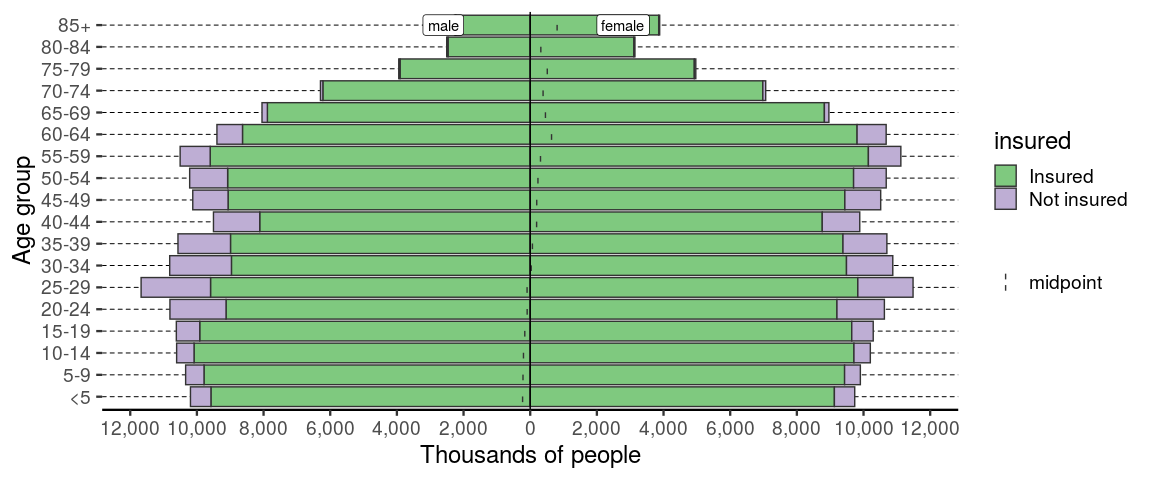 85+
male
female
80-84
75-79
70-74
65-69
60-64
55-59
50-54
45-49
40-44
35-39
30-34
25-29
20-24
15-19
10-14
5-9
<5
Age group
12,000 10,000 8,000 6,000 4,000 2,000 0 2,000 4,000 6,000 8,000 10,000 12,000
Thousands of people
insured
Insured
Not insured
midpoint